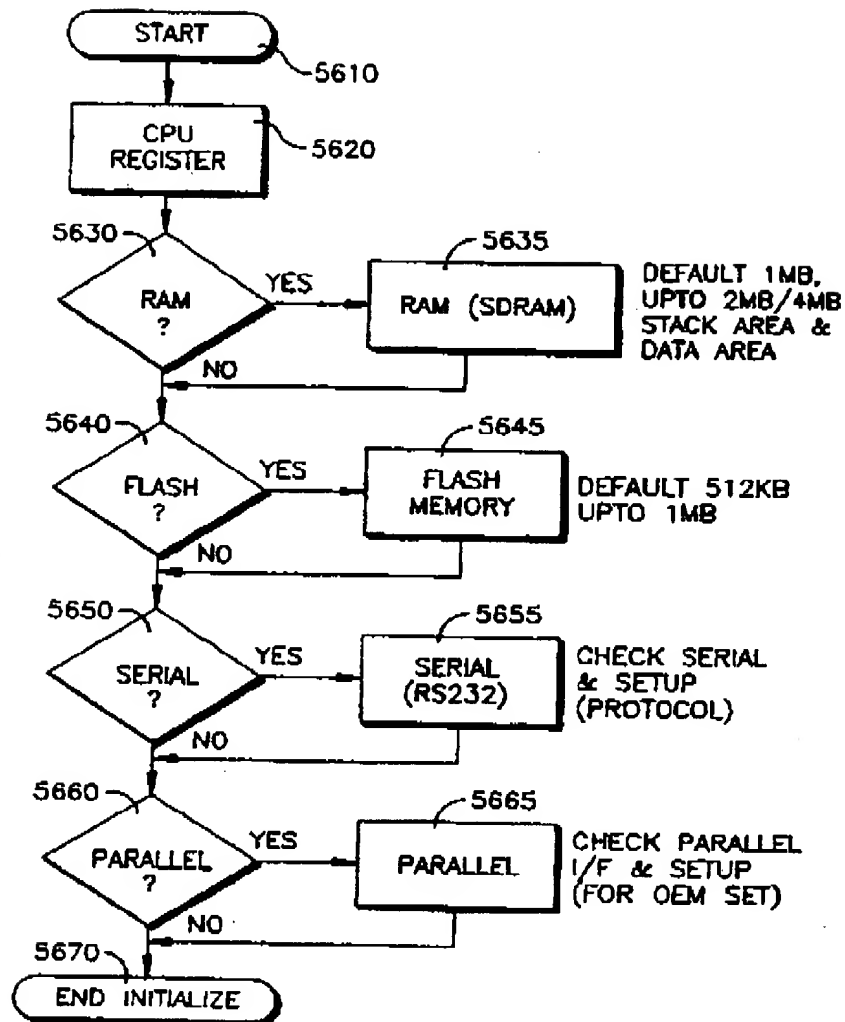 START
5610
CPU
REGISTER
5620
5630
RAM
?
YES
5635
RAM (SDRAM)
DEFAULT 1MB,
UPTO 2MB/4MB
STACK AREA &
DATA AREA
NO
5640
FLASH
?
YES
5645
FLASH
MEMORY
DEFAULT 512KB
UPTO 1MB
NO
5650
SERIAL
?
YES
5655
SERIAL
(RS232)
CHECK SERIAL
& SETUP
(PROTOCOL)
NO
5660
PARALLEL
?
YES
5665
PARALLEL
CHECK PARALLEL
I/F & SETUP
(FOR OEM SET)
NO
5670
END INITIALIZE